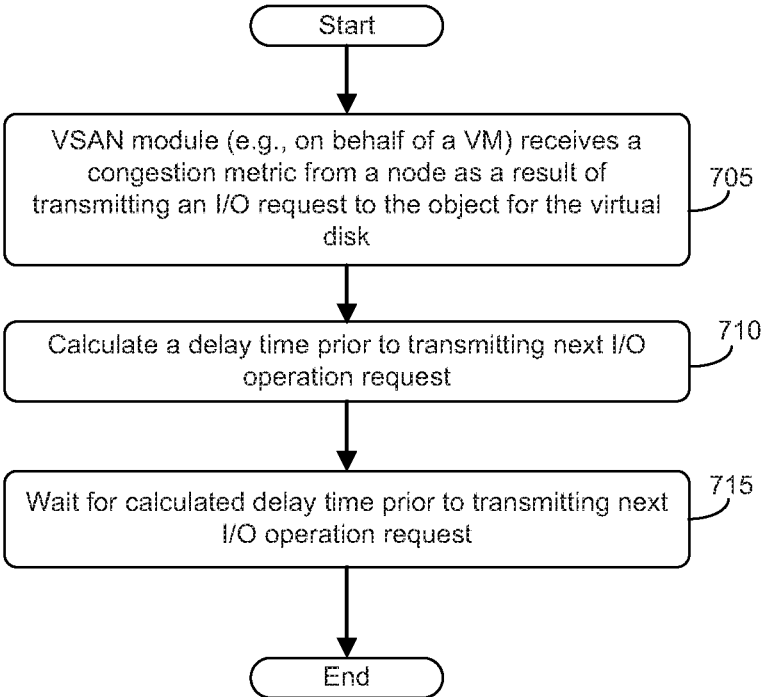 Start
VSAN module (e.g., on behalf of a VM) receives a
congestion metric from a node as a result of
transmitting an I/O request to the object for the virtual
disk
705
Calculate a delay time prior to transmitting next I/O
operation request
710
Wait for calculated delay time prior to transmitting next
I/O operation request
715
End